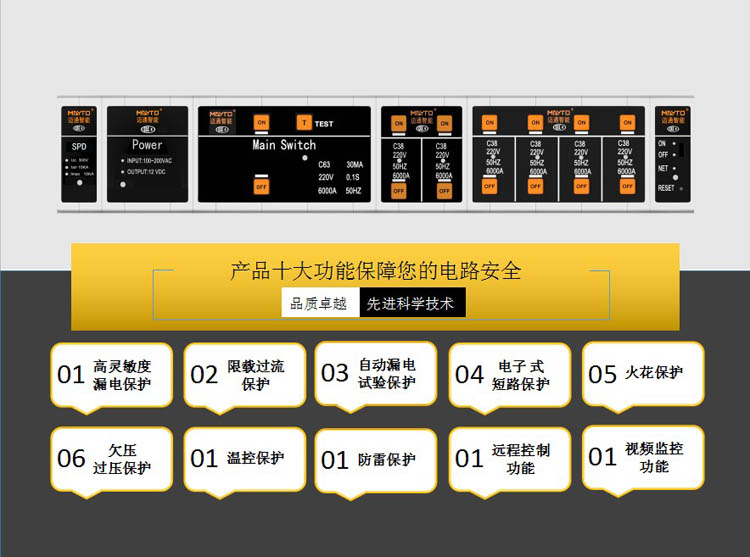 MAYTO
迈通智能
SPD
MAYTO
迈通智能
Power
INPUT:100~200VAC
OUTPUT:12 VDC
MAYTO
迈通智能
ON
T TEST
Main Switch
C63 30MA
220V 0.1S
6000A 50HZ
OFF
MAYTO
迈通智能
ON ON
C38 C38
220V 220V
50HZ 50HZ
6000A 6000A
OFF OFF
MAYTO
迈通智能
ON ON ON ON
C38 C38 C38 C38
220V 220V 220V 220V
50HZ 50HZ 50HZ 50HZ
6000A 6000A 6000A 6000A
OFF OFF OFF OFF
MAYTO
迈通智能
ON
OFF
NET
RESET
产品十大功能保障您的电路安全
品质卓越 先进科学技术
01 高灵敏度
漏电保护
02 限载过流
保护
03 自动漏电
试验保护
04 电子式
短路保护
05 火花保护
06 欠压
过压保护
01 温控保护
01 防雷保护
01 远程控制
功能
01 视频监控
功能